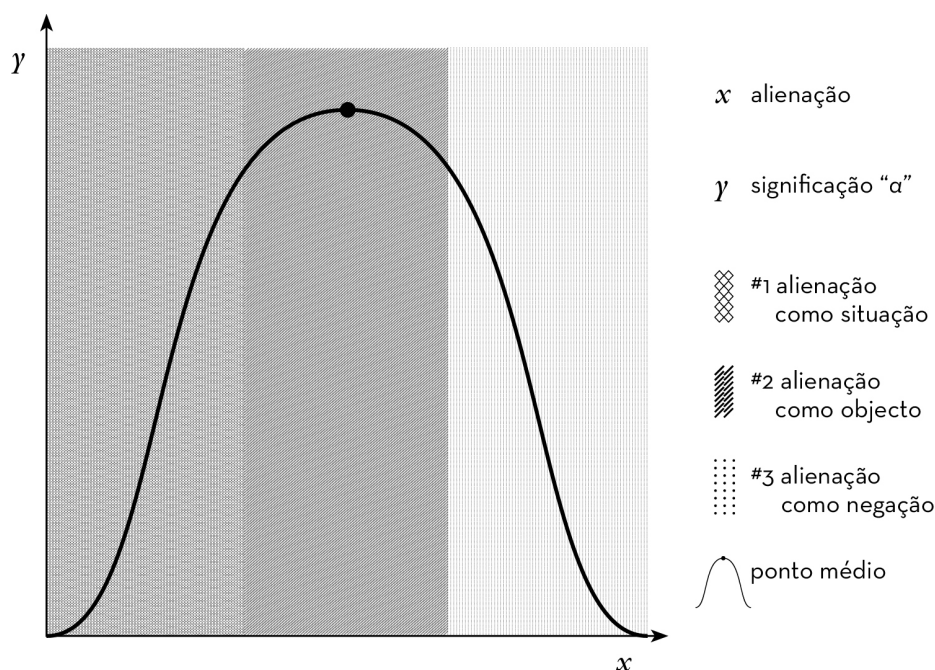 γ
x
x alienação
γ significação “α”
#1 alienação
como situação
#2 alienação
como objecto
#3 alienação
como negação
ponto médio